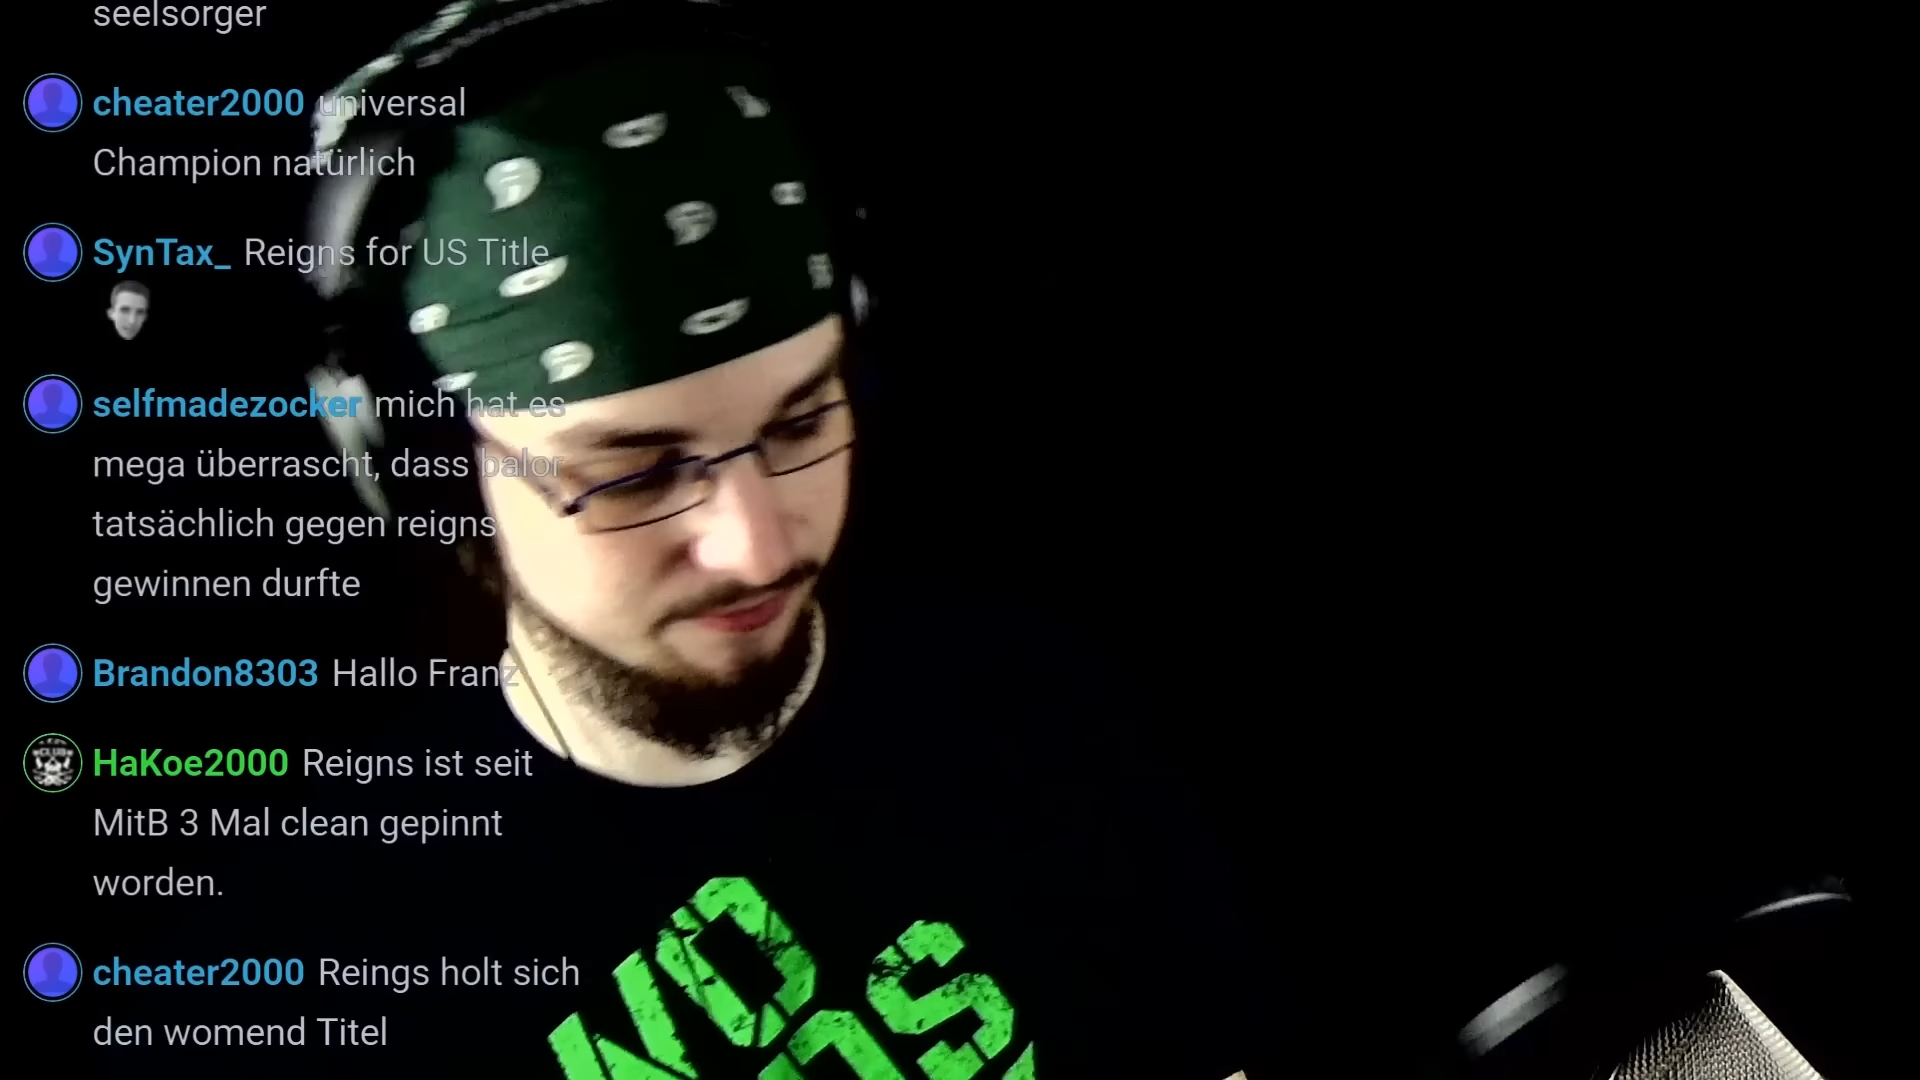 seelsorger
cheater2000 universal
Champion natürlich
SynTax_ Reigns for US Title
selfmadezocker mich hat es
mega überrascht, dass balor
tatsächlich gegen reigns
gewinnen durfte
Brandon8303 Hallo Franz
HaKoe2000 Reigns ist seit
MitB 3 Mal clean gepinnt
worden.
cheater2000 Reings holt sich
den womend Titel